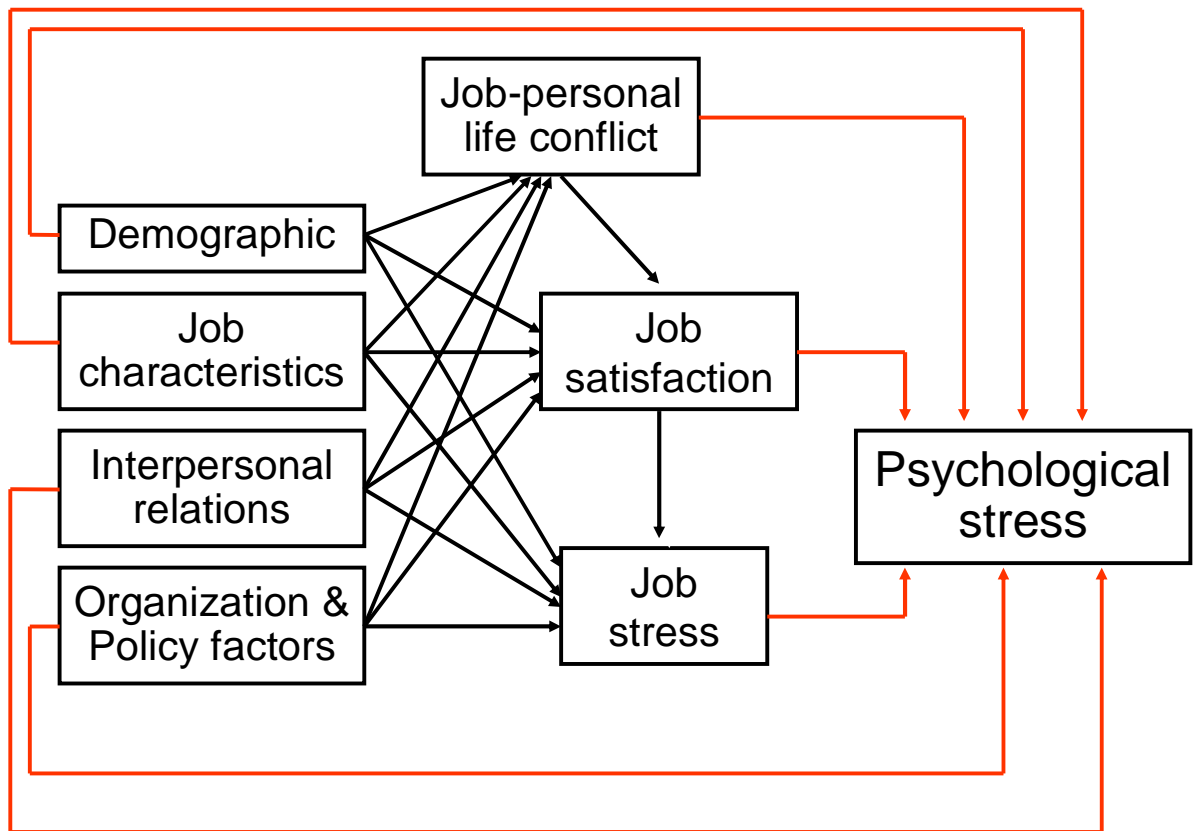 Job-personal
life conflict
Demographic
Job
characteristics
Job
satisfaction
Interpersonal
relations
Psychological
stress
Organization &
Policy factors
Job
stress